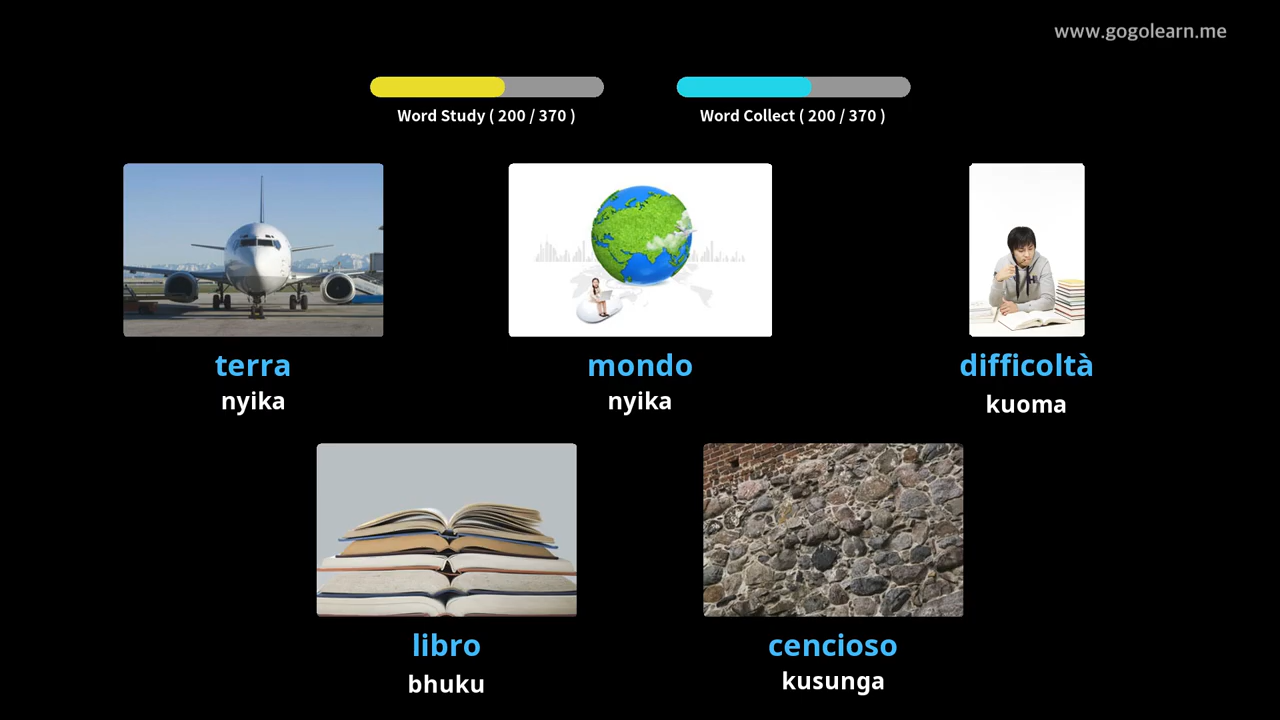 www.gogolearn.me
Word Study ( 200 / 370 )
Word Collect ( 200 / 370 )
terra
nyika
mondo
nyika
difficoltà
kuoma
libro
bhuku
cencioso
kusunga